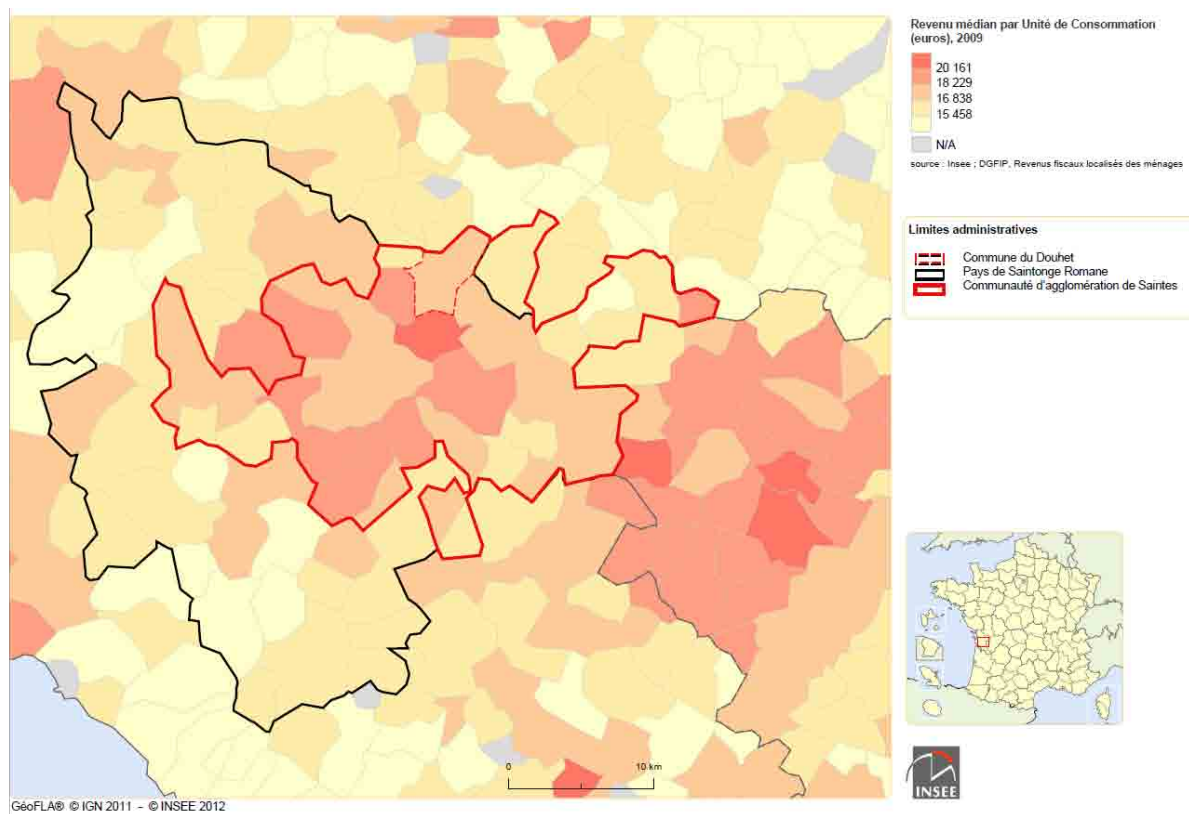 Revenu médian par Unité de Consommation
(euros), 2009
20 161
18 229
16 838
15 458
N/A
source : Insee ; DGFIP, Revenus fiscaux localisés des ménages
Limites administratives
Commune du Douhet
Pays de Saintonge Romane
Communauté d'agglomération de Saintes
0 10 km
INSEE
GéoFLA® © IGN 2011 - © INSEE 2012